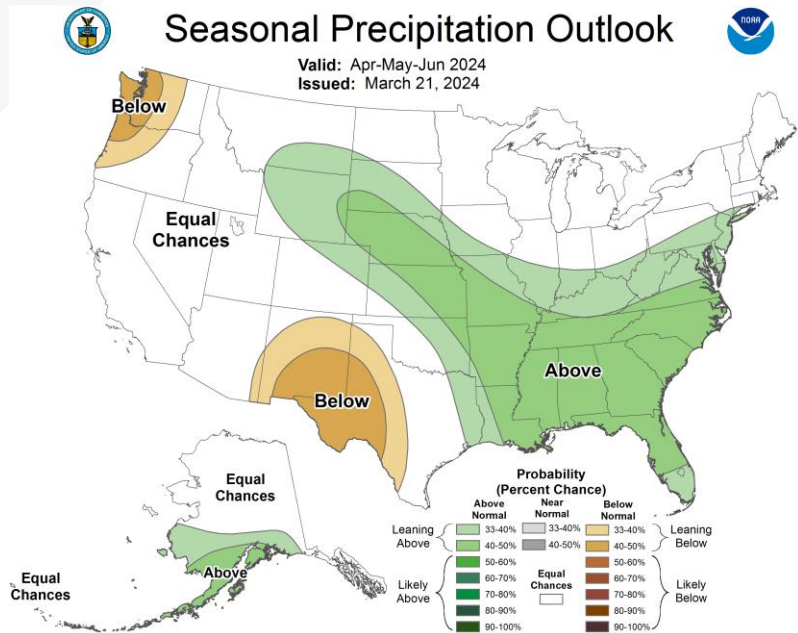 Seasonal Precipitation Outlook
NOAA
Valid: Apr-May-Jun 2024
Issued: March 21, 2024
Below
Equal
Chances
Below
Above
Equal
Chances
Above
Equal
Chances
Probability
(Percent Chance)
Above Normal
Near Normal
Below Normal
Leaning Above
33-40%
33-40%
33-40%
Leaning Below
40-50%
40-50%
40-50%
Likely Above
50-60%
Equal Chances
50-60%
Likely Below
60-70%
60-70%
70-80%
70-80%
80-90%
80-90%
90-100%
90-100%